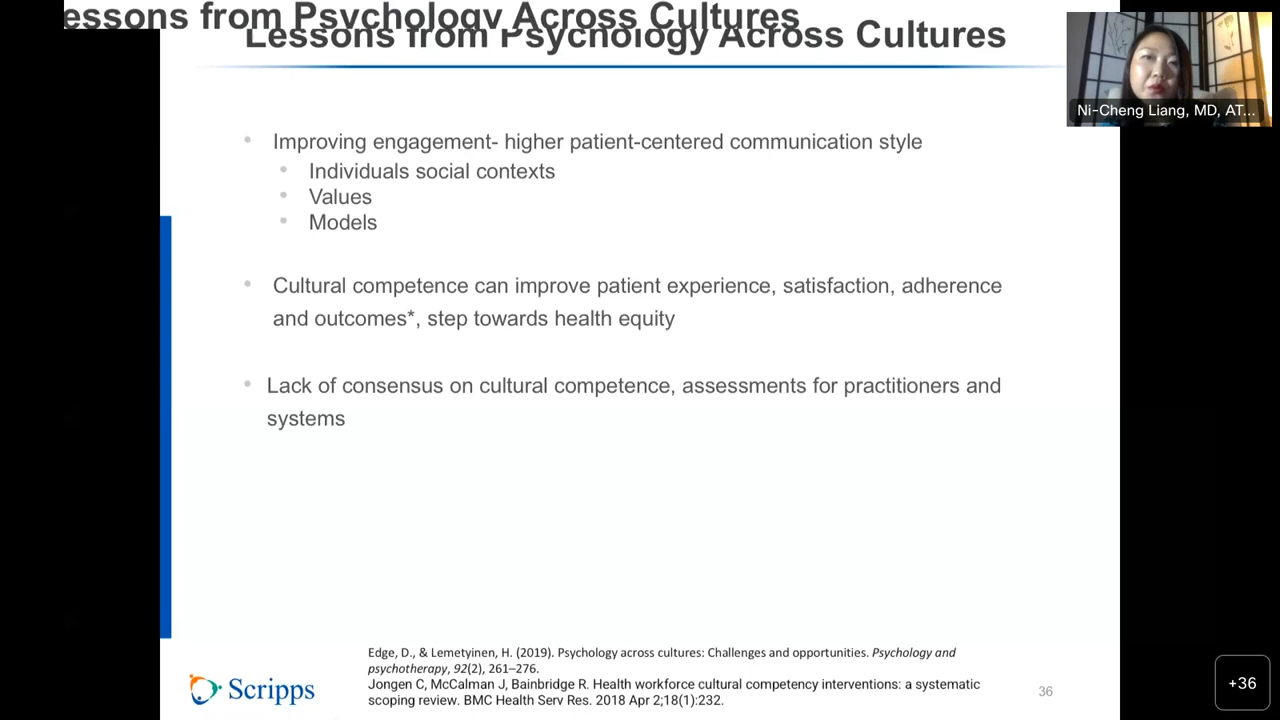 essons from Psychology Across Cultures
Lessons from Psychology Across Cultures
Ni-Cheng Liang, MD, AT...
• Improving engagement- higher patient-centered communication style
• Individuals social contexts
• Values
• Models
• Cultural competence can improve patient experience, satisfaction, adherence
and outcomes*, step towards health equity
• Lack of consensus on cultural competence, assessments for practitioners and
systems
Edge, D., & Lemetyinen, H. (2019). Psychology across cultures: Challenges and opportunities. Psychology and
psychotherapy, 92(2), 261–276.
Jongen C, McCalman J, Bainbridge R. Health workforce cultural competency interventions: a systematic
scoping review. BMC Health Serv Res. 2018 Apr 2;18(1):232.
Scripps
36
+36